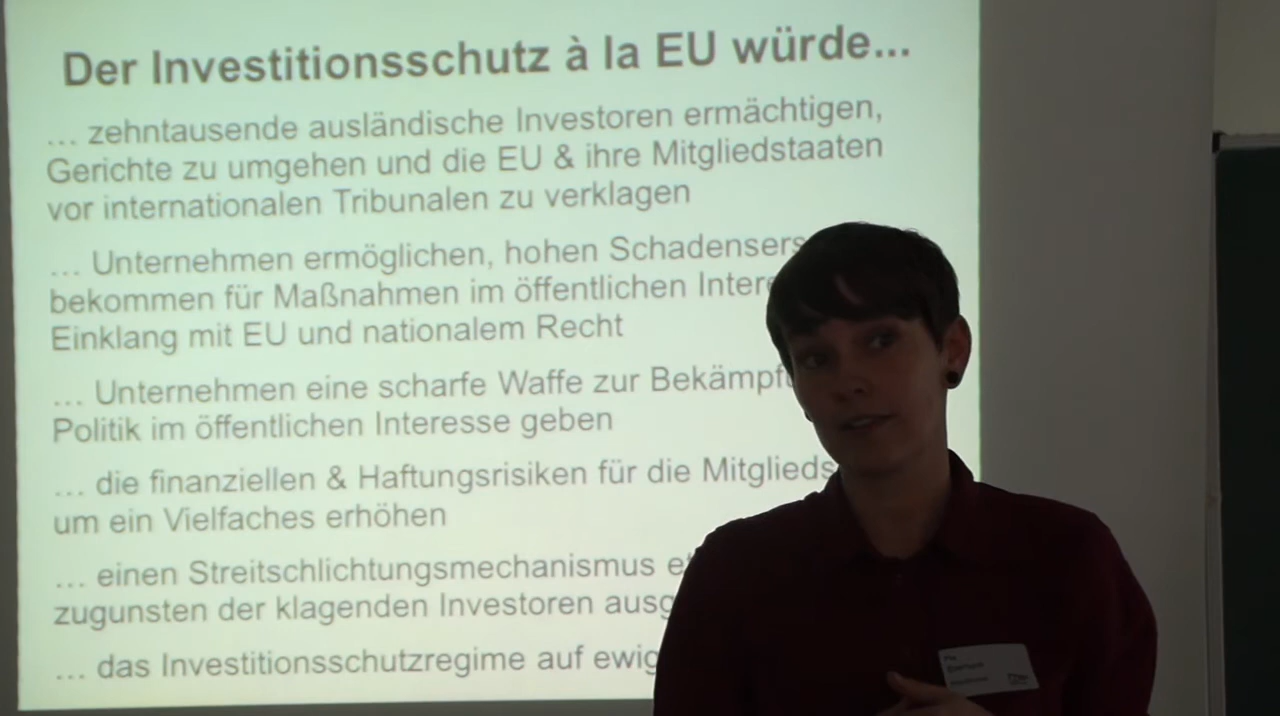 Der Investitionsschutz à la EU würde...
... zehntausende ausländische Investoren ermächtigen,
Gerichte zu umgehen und die EU & ihre Mitgliedstaaten
vor internationalen Tribunalen zu verklagen
... Unternehmen ermöglichen, hohen Schadensers
bekommen für Maßnahmen im öffentlichen Intere
Einklang mit EU und nationalem Recht
... Unternehmen eine scharfe Waffe zur Bekämpfu
Politik im öffentlichen Interesse geben
... die finanziellen & Haftungsrisiken für die Mitglieds
um ein Vielfaches erhöhen
... einen Streitschlichtungsmechanismus e
zugunsten der klagenden Investoren ausg
... das Investitionsschutzregime auf ewig
Pia
Eberhardt